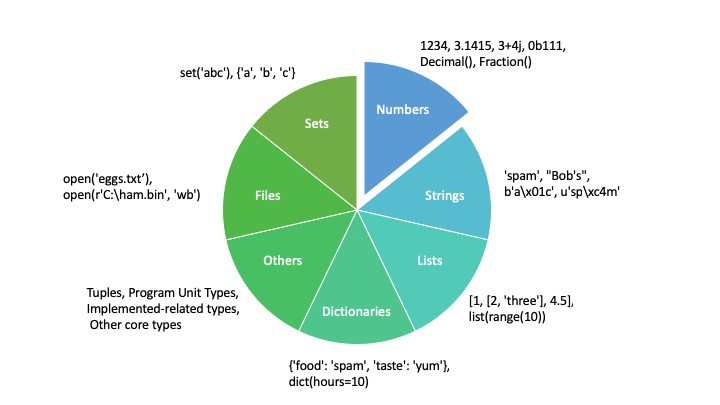 1234, 3.1415, 3+4j, 0b111,
Decimal(), Fraction()
set('abc'), {'a', 'b', 'c'}
Numbers
Sets
open('eggs.txt’),
open(r'C:\ham.bin', 'wb')
Files
Strings
'spam', "Bob's",
b'a\x01c', u'sp\xc4m'
Others
Lists
Tuples, Program Unit Types,
Implemented-related types,
Other core types
Dictionaries
[1, [2, 'three'], 4.5],
list(range(10))
{'food': 'spam', 'taste': 'yum'},
dict(hours=10)